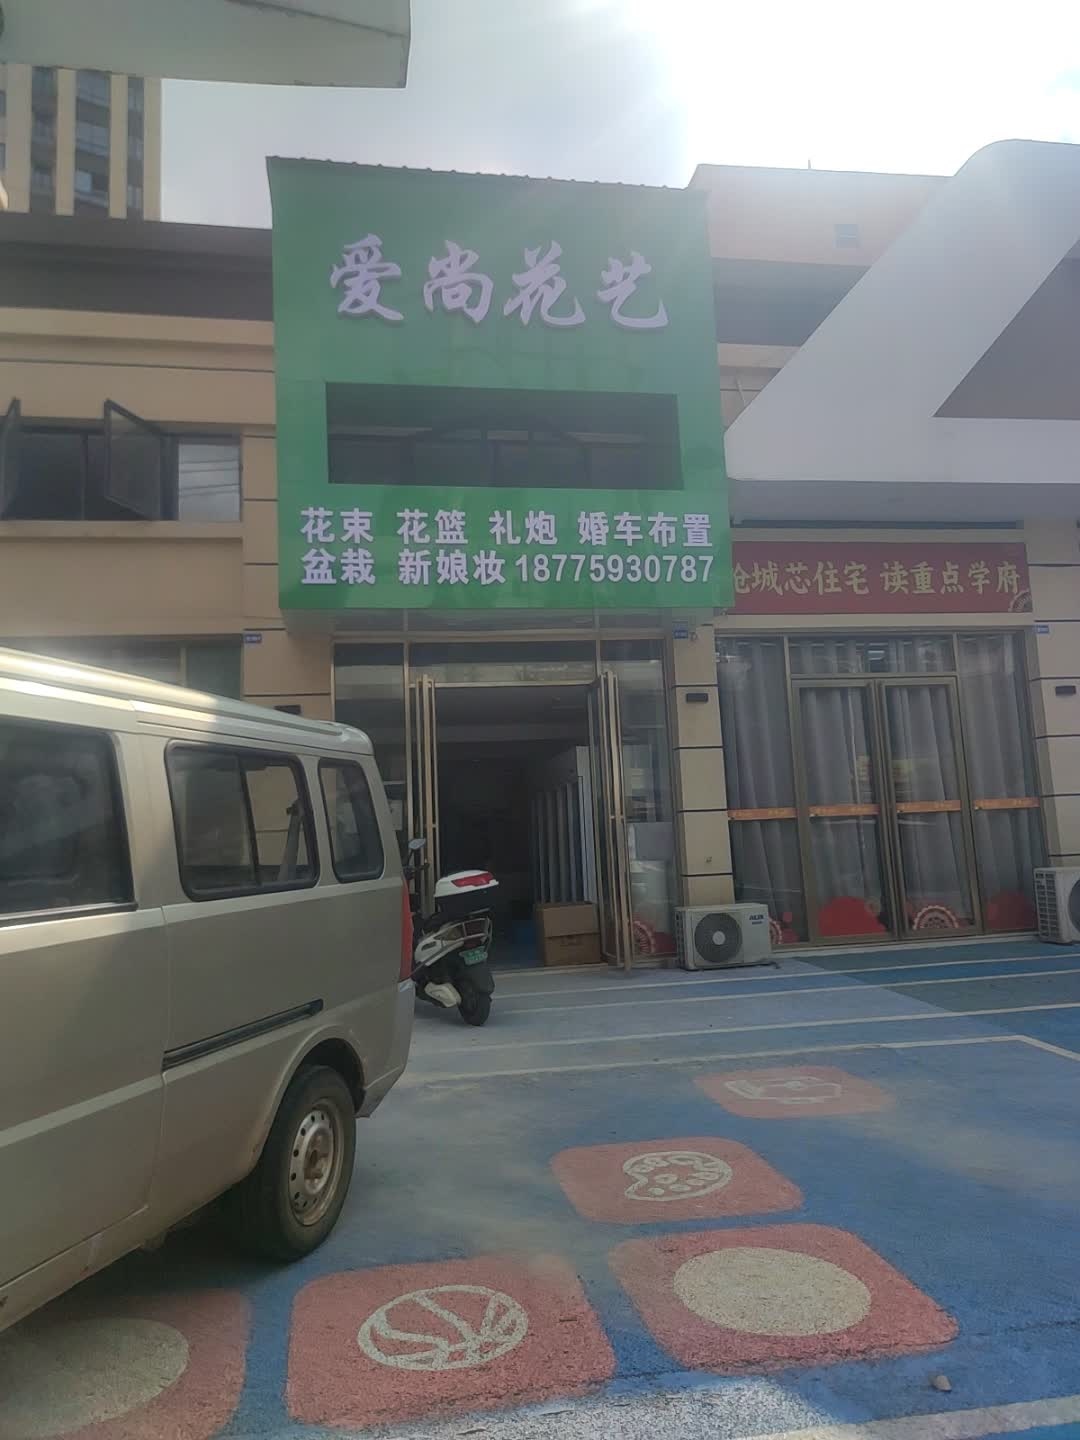 爱尚花艺
花束 花篮 礼炮 婚车布置
盆栽 新娘妆 18775930787
城芯住宅 读重点学府
AUX